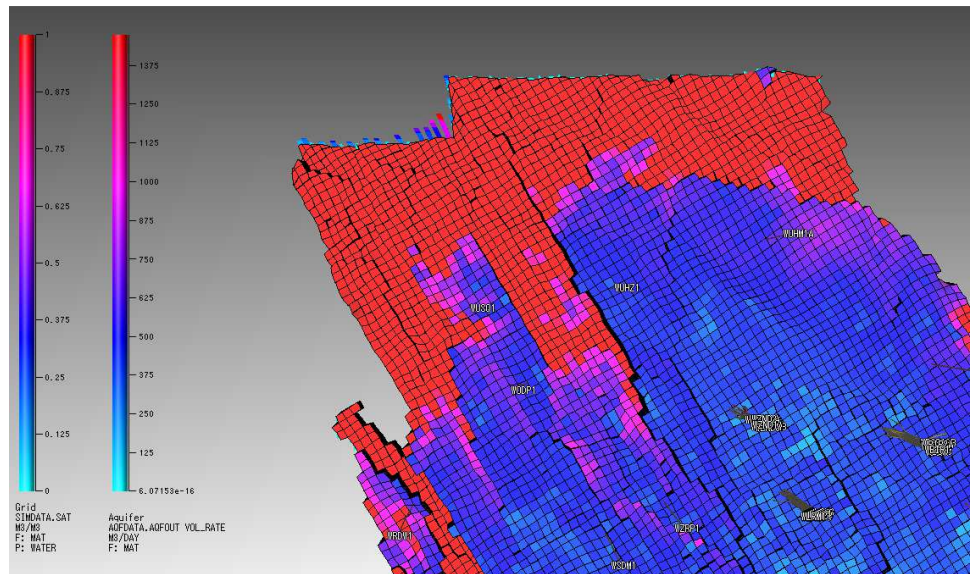 1
0.875
0.75
0.625
0.5
0.375
0.25
0.125
0
Grid
SIMDATA.SAT
M3/M3
F: MAT
P: WATER
1375
1250
1125
1000
875
750
625
500
375
250
125
6.07153e-16
Aquifer
AQFDATA.AQFOUT VOL_RATE
M3/DAY
F: MAT
WUHM1A
WUHZ1
WUSO1
WODP1
WZRP1
WSDM1
WRDW1